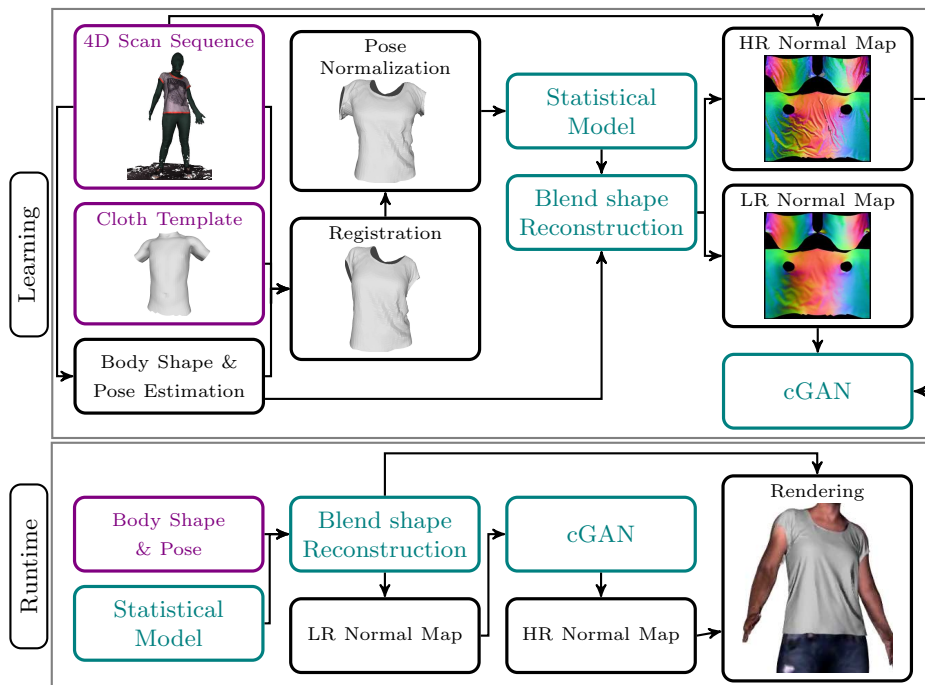 Learning
4D Scan Sequence
Cloth Template
Body Shape &
Pose Estimation
Pose
Normalization
Registration
Statistical
Model
Blend shape
Reconstruction
HR Normal Map
LR Normal Map
cGAN
Runtime
Body Shape
& Pose
Statistical
Model
Blend shape
Reconstruction
LR Normal Map
cGAN
HR Normal Map
Rendering